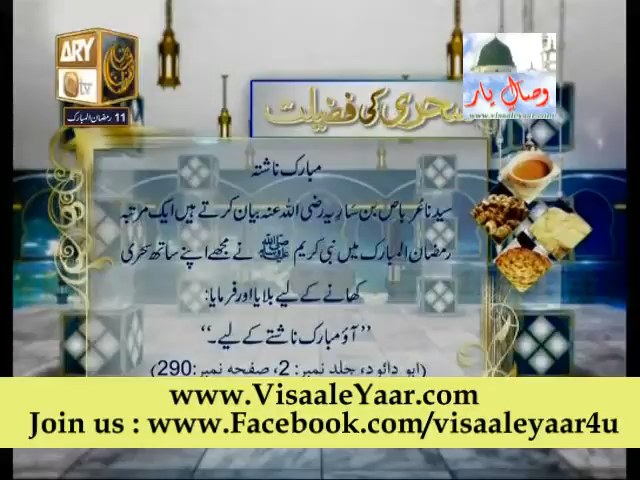 ARY
Qtv
11 رمضان المبارک
وصالِ یار
www.visaaleyaar.com
سحری کی فضیلت
مبارک ناشتہ
سیدنا عرباض بن ساریہ رضی اللہ عنہ بیان کرتے ہیں ایک مرتبہ
رمضان المبارک میں نبی کریم ﷺ نے مجھے اپنے ساتھ سحری
کھانے کے لیے بلایا اور فرمایا:
”آؤ مبارک ناشتے کے لیے۔“
(ابو دائود، جلد نمبر: 2، صفحہ نمبر: 290)
www.VisaaleYaar.com
Join us : www.Facebook.com/visaaleyaar4u